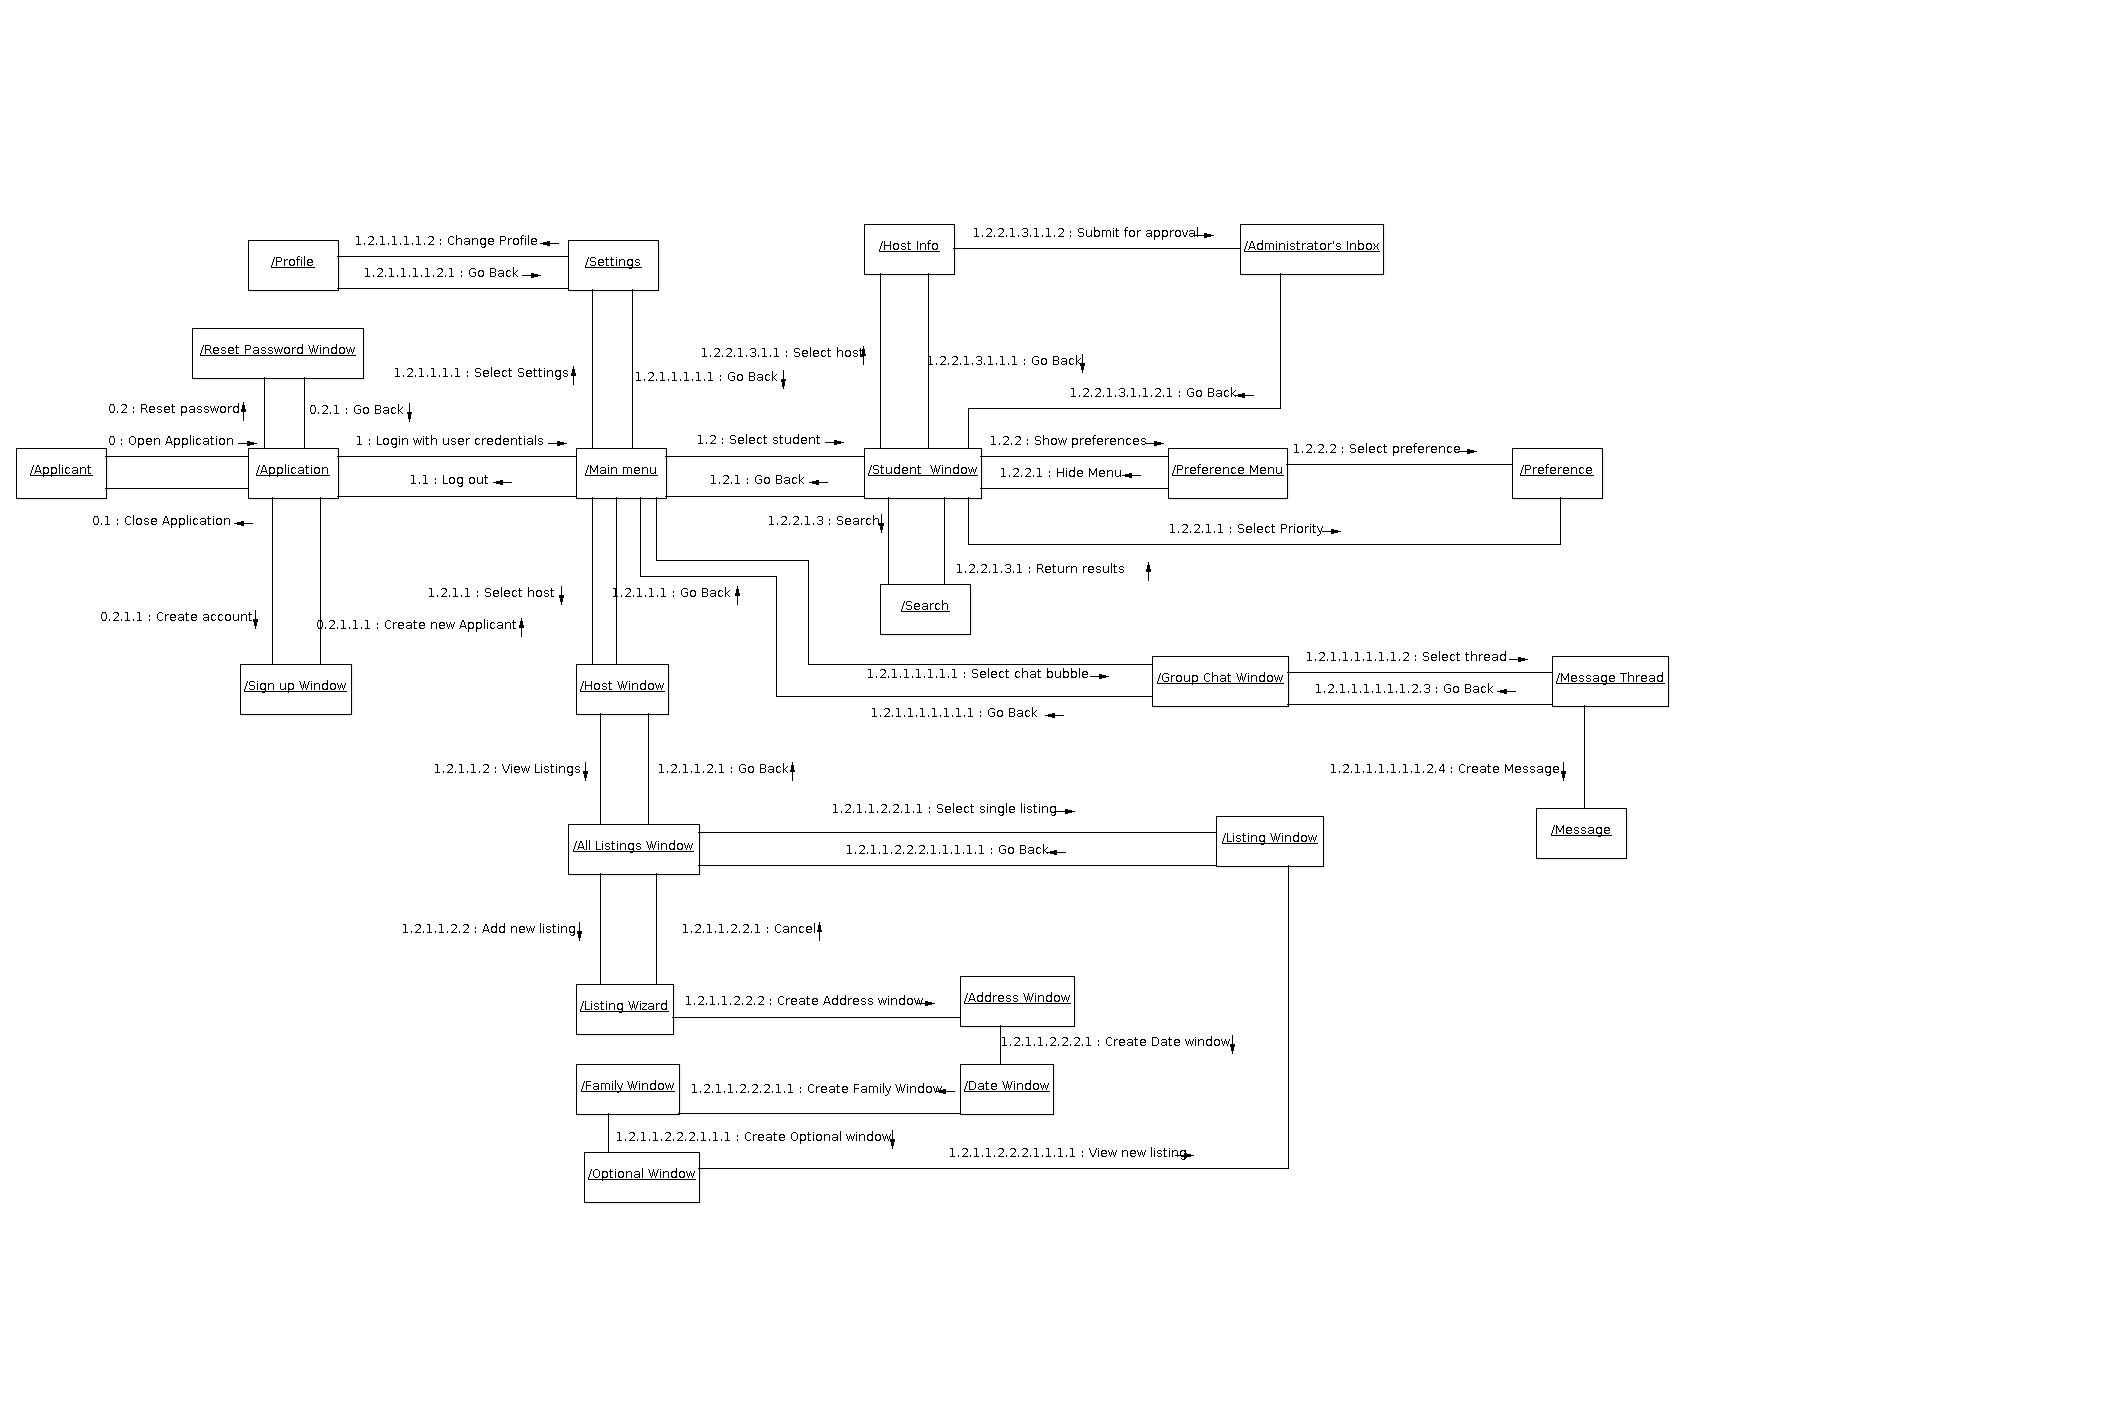 /Host Info
1.2.2.1.3.1.1.2 : Submit for approval
/Administrator's Inbox
1.2.1.1.1.1.2 : Change Profile
/Profile
/Settings
1.2.1.1.1.1.2.1 : Go Back
/Reset Password Window
1.2.2.1.3.1.1 : Select host
1.2.2.1.3.1.1.1 : Go Back
1.2.1.1.1.1 : Select Settings
1.2.1.1.1.1.1 : Go Back
1.2.2.1.3.1.1.2.1 : Go Back
0.2 : Reset password
0.2.1 : Go Back
0 : Open Application
1 : Login with user credentials
1.2 : Select student
1.2.2 : Show preferences
1.2.2.2 : Select preference
/Applicant
/Application
/Main menu
/Student  Window
/Preference Menu
/Preference
1.1 : Log out
1.2.1 : Go Back
1.2.2.1 : Hide Menu
0.1 : Close Application
1.2.2.1.3 : Search
1.2.2.1.1 : Select Priority
1.2.2.1.3.1 : Return results
1.2.1.1 : Select host
1.2.1.1.1 : Go Back
/Search
0.2.1.1 : Create account
0.2.1.1.1 : Create new Applicant
1.2.1.1.1.1.1.1.2 : Select thread
/Sign up Window
/Host Window
1.2.1.1.1.1.1.1 : Select chat bubble
/Group Chat Window
/Message Thread
1.2.1.1.1.1.1.1.2.3 : Go Back
1.2.1.1.1.1.1.1.1 : Go Back
1.2.1.1.2 : View Listings
1.2.1.1.2.1 : Go Back
1.2.1.1.1.1.1.1.2.4 : Create Message
1.2.1.1.2.2.1.1 : Select single listing
/Message
/All Listings Window
/Listing Window
1.2.1.1.2.2.2.1.1.1.1.1 : Go Back
1.2.1.1.2.2 : Add new listing
1.2.1.1.2.2.1 : Cancel
/Listing Wizard
1.2.1.1.2.2.2 : Create Address window
/Address Window
1.2.1.1.2.2.2.1 : Create Date window
/Family Window
1.2.1.1.2.2.2.1.1 : Create Family Window
/Date Window
1.2.1.1.2.2.2.1.1.1 : Create Optional window
1.2.1.1.2.2.2.1.1.1.1 : View new listing
/Optional Window